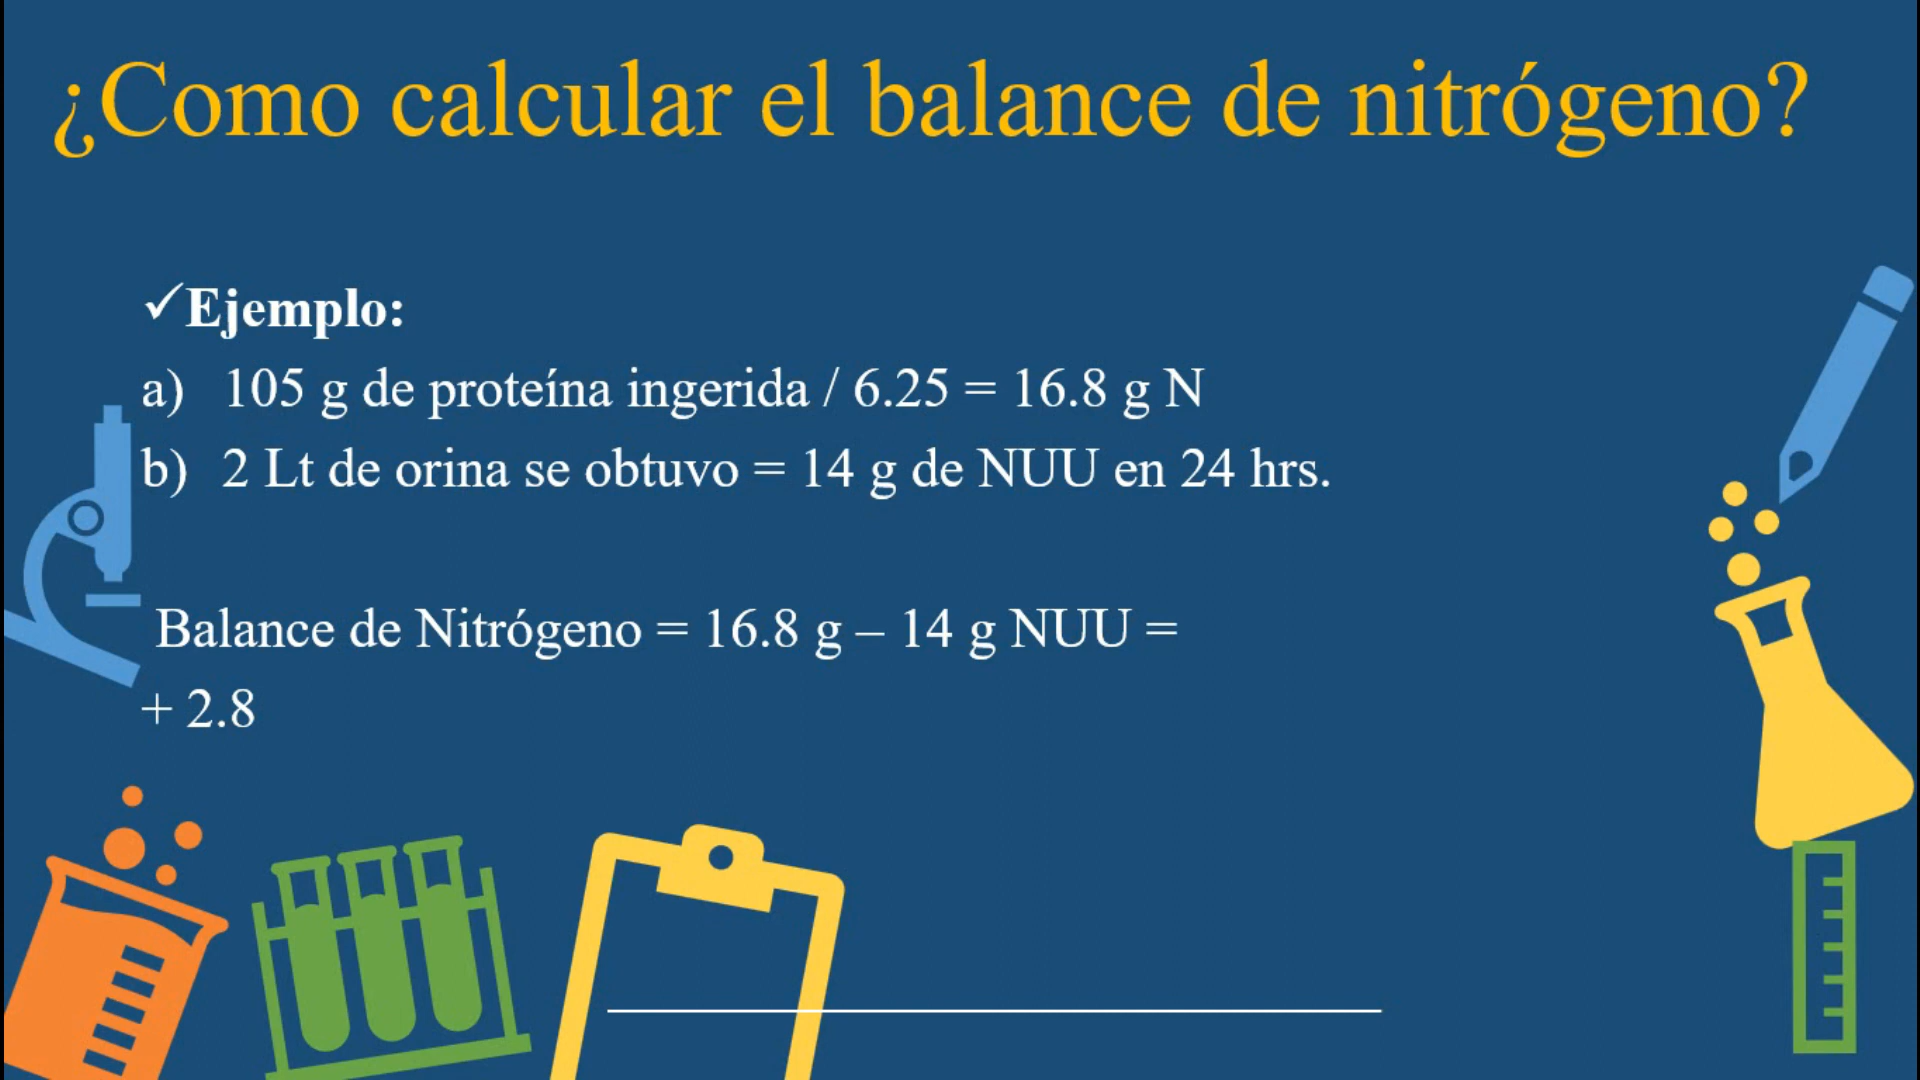 ¿Como calcular el balance de nitrógeno?
✓Ejemplo:
a) 105 g de proteína ingerida / 6.25 = 16.8 g N
b) 2 Lt de orina se obtuvo = 14 g de NUU en 24 hrs.
Balance de Nitrógeno = 16.8 g – 14 g NUU =
+ 2.8